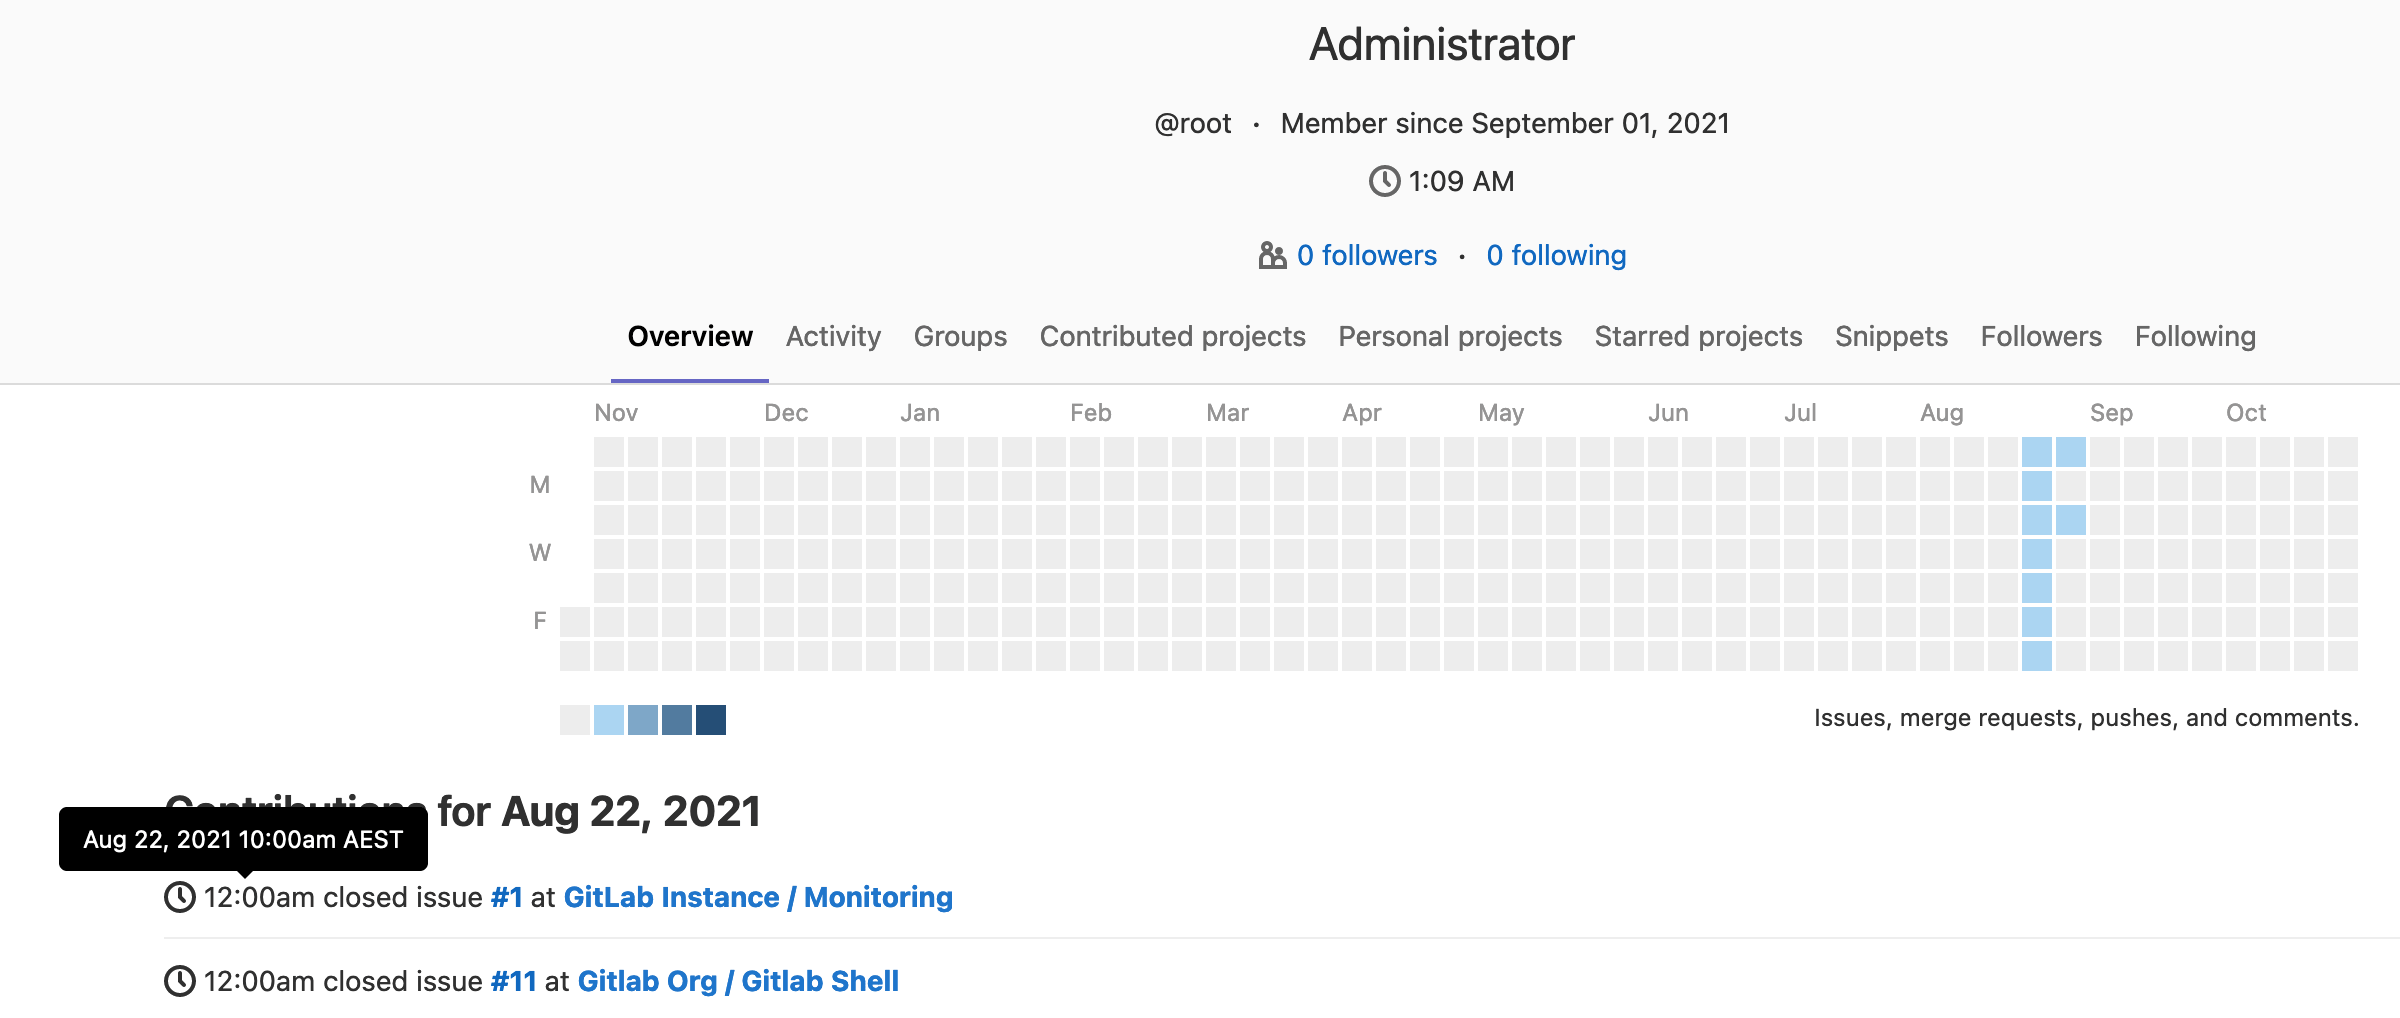 Administrator
@root · Member since September 01, 2021
1:09 AM
0 followers · 0 following
Overview Activity Groups Contributed projects Personal projects Starred projects Snippets Followers Following
Nov Dec Jan Feb Mar Apr May Jun Jul Aug Sep Oct
M
W
F
Issues, merge requests, pushes, and comments.
Contributions for Aug 22, 2021
Aug 22, 2021 10:00am AEST
12:00am closed issue #1 at GitLab Instance / Monitoring
12:00am closed issue #11 at Gitlab Org / Gitlab Shell